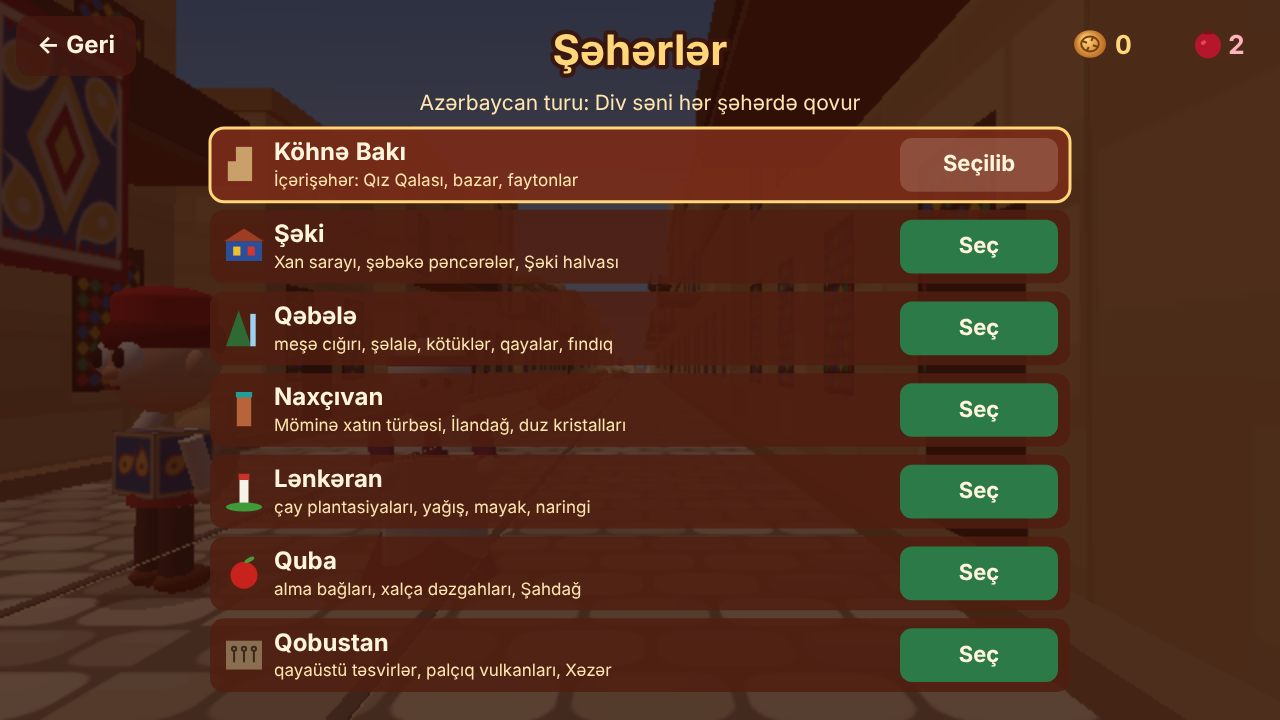 ← Geri
Şəhərlər
0
2
Azərbaycan turu: Div səni hər şəhərdə qovur
Köhnə Bakı
İçərişəhər: Qız Qalası, bazar, faytonlar
Seçilib
Şəki
Xan sarayı, şəbəkə pəncərələr, Şəki halvası
Seç
Qəbələ
meşə cığırı, şəlalə, kötüklər, qayalar, fındıq
Seç
Naxçıvan
Möminə xatın türbəsi, İlandağ, duz kristalları
Seç
Lənkəran
çay plantasiyaları, yağış, mayak, naringi
Seç
Quba
alma bağları, xalça dəzgahları, Şahdağ
Seç
Qobustan
qayaüstü təsvirlər, palçıq vulkanları, Xəzər
Seç